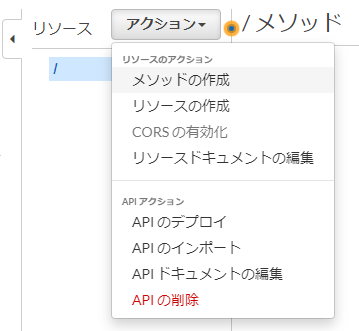 リソース
アクション
/ メソッド
/
リソースのアクション
メソッドの作成
リソースの作成
CORS の有効化
リソースドキュメントの編集
API アクション
API のデプロイ
API のインポート
API ドキュメントの編集
API の削除